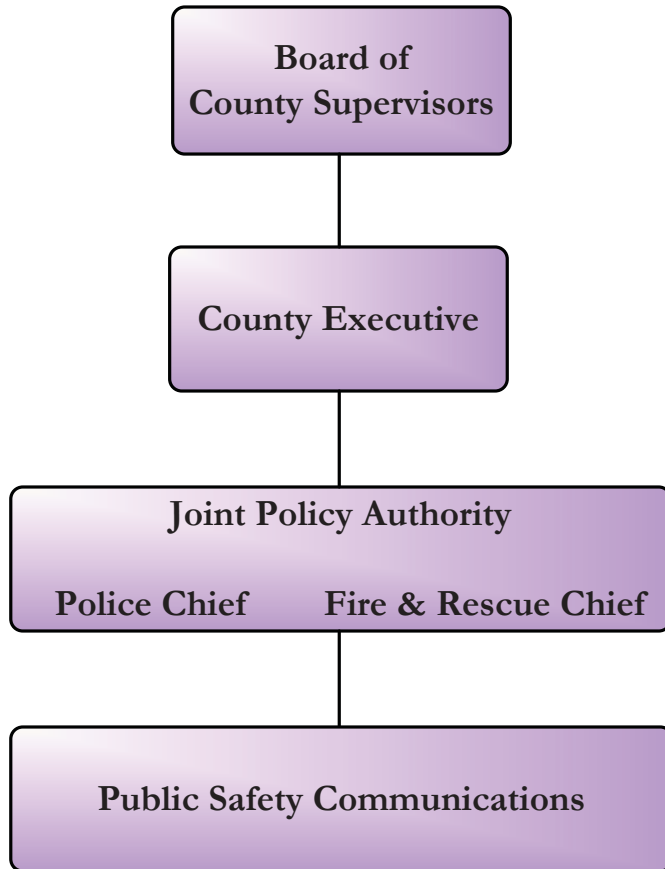 Board of
County Supervisors
County Executive
Joint Policy Authority
Police Chief Fire & Rescue Chief
Public Safety Communications